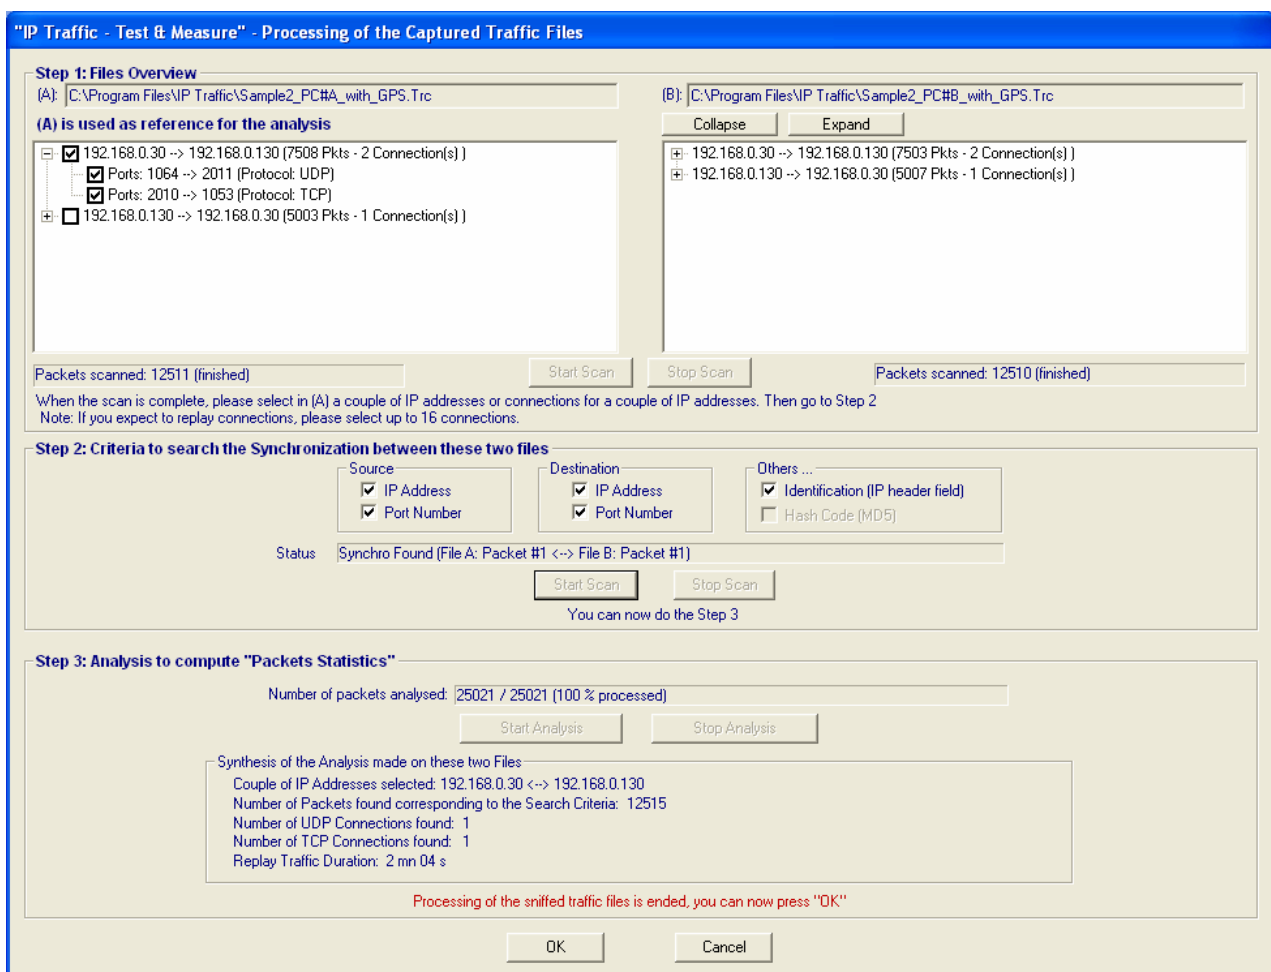 "IP Traffic - Test & Measure" - Processing of the Captured Traffic Files
Step 1: Files Overview
(A): C:\Program Files\IP Traffic\Sample2_PC#A_with_GPS.Trc
(B): C:\Program Files\IP Traffic\Sample2_PC#B_with_GPS.Trc
(A) is used as reference for the analysis
Collapse Expand
192.168.0.30 --> 192.168.0.130 (7508 Pkts - 2 Connection(s) )
Ports: 1064 --> 2011 (Protocol: UDP)
Ports: 2010 --> 1053 (Protocol: TCP)
192.168.0.130 --> 192.168.0.30 (5003 Pkts - 1 Connection(s) )
192.168.0.30 --> 192.168.0.130 (7503 Pkts - 2 Connection(s) )
192.168.0.130 --> 192.168.0.30 (5007 Pkts - 1 Connection(s) )
Packets scanned: 12511 (finished)
Start Scan Stop Scan
Packets scanned: 12510 (finished)
When the scan is complete, please select in (A) a couple of IP addresses or connections for a couple of IP addresses. Then go to Step 2
Note: If you expect to replay connections, please select up to 16 connections.
Step 2: Criteria to search the Synchronization between these two files
Source
IP Address
Port Number
Destination
IP Address
Port Number
Others ...
Identification (IP header field)
Hash Code (MD5)
Status Synchro Found (File A: Packet #1 <--> File B: Packet #1)
Start Scan Stop Scan
You can now do the Step 3
Step 3: Analysis to compute "Packets Statistics"
Number of packets analysed: 25021 / 25021 (100 % processed)
Start Analysis Stop Analysis
Synthesis of the Analysis made on these two Files
Couple of IP Addresses selected: 192.168.0.30 <--> 192.168.0.130
Number of Packets found corresponding to the Search Criteria: 12515
Number of UDP Connections found: 1
Number of TCP Connections found: 1
Replay Traffic Duration: 2 mn 04 s
Processing of the sniffed traffic files is ended, you can now press "OK"
OK Cancel